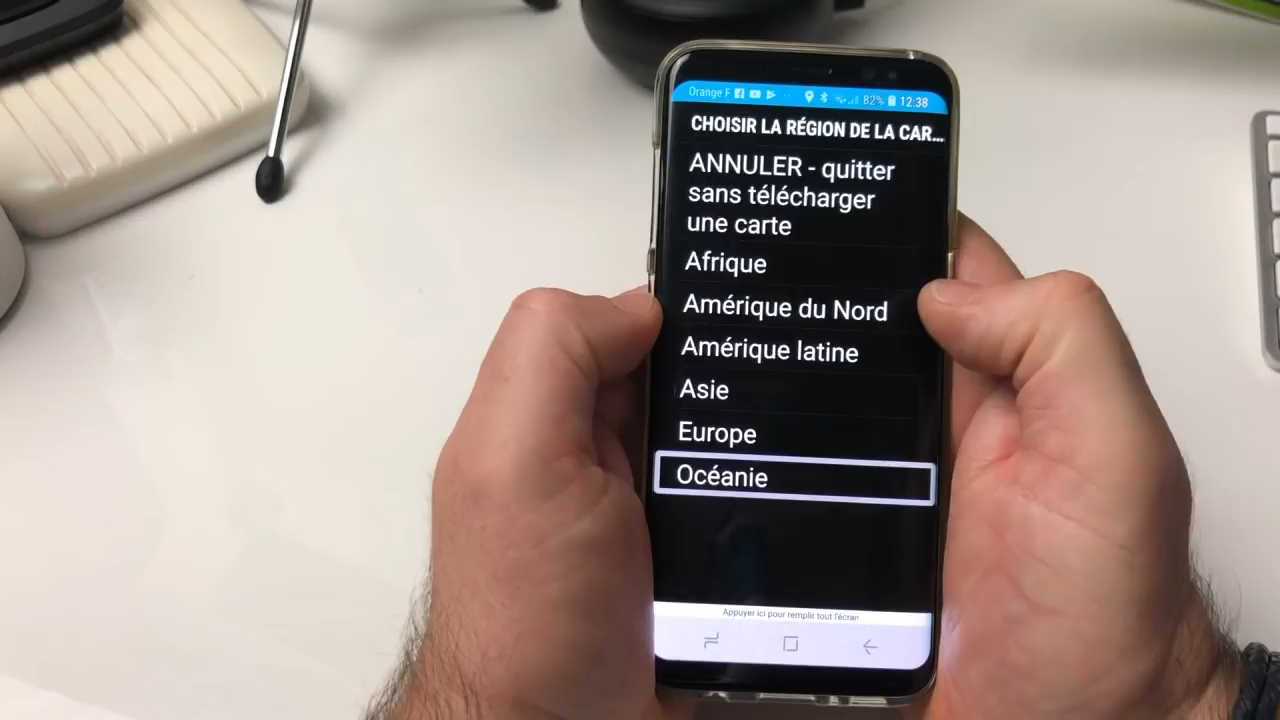 Orange F 82% 12:38
CHOISIR LA RÉGION DE LA CAR...
ANNULER - quitter
sans télécharger
une carte
Afrique
Amérique du Nord
Amérique latine
Asie
Europe
Océanie
Appuyer ici pour remplir tout l'écran